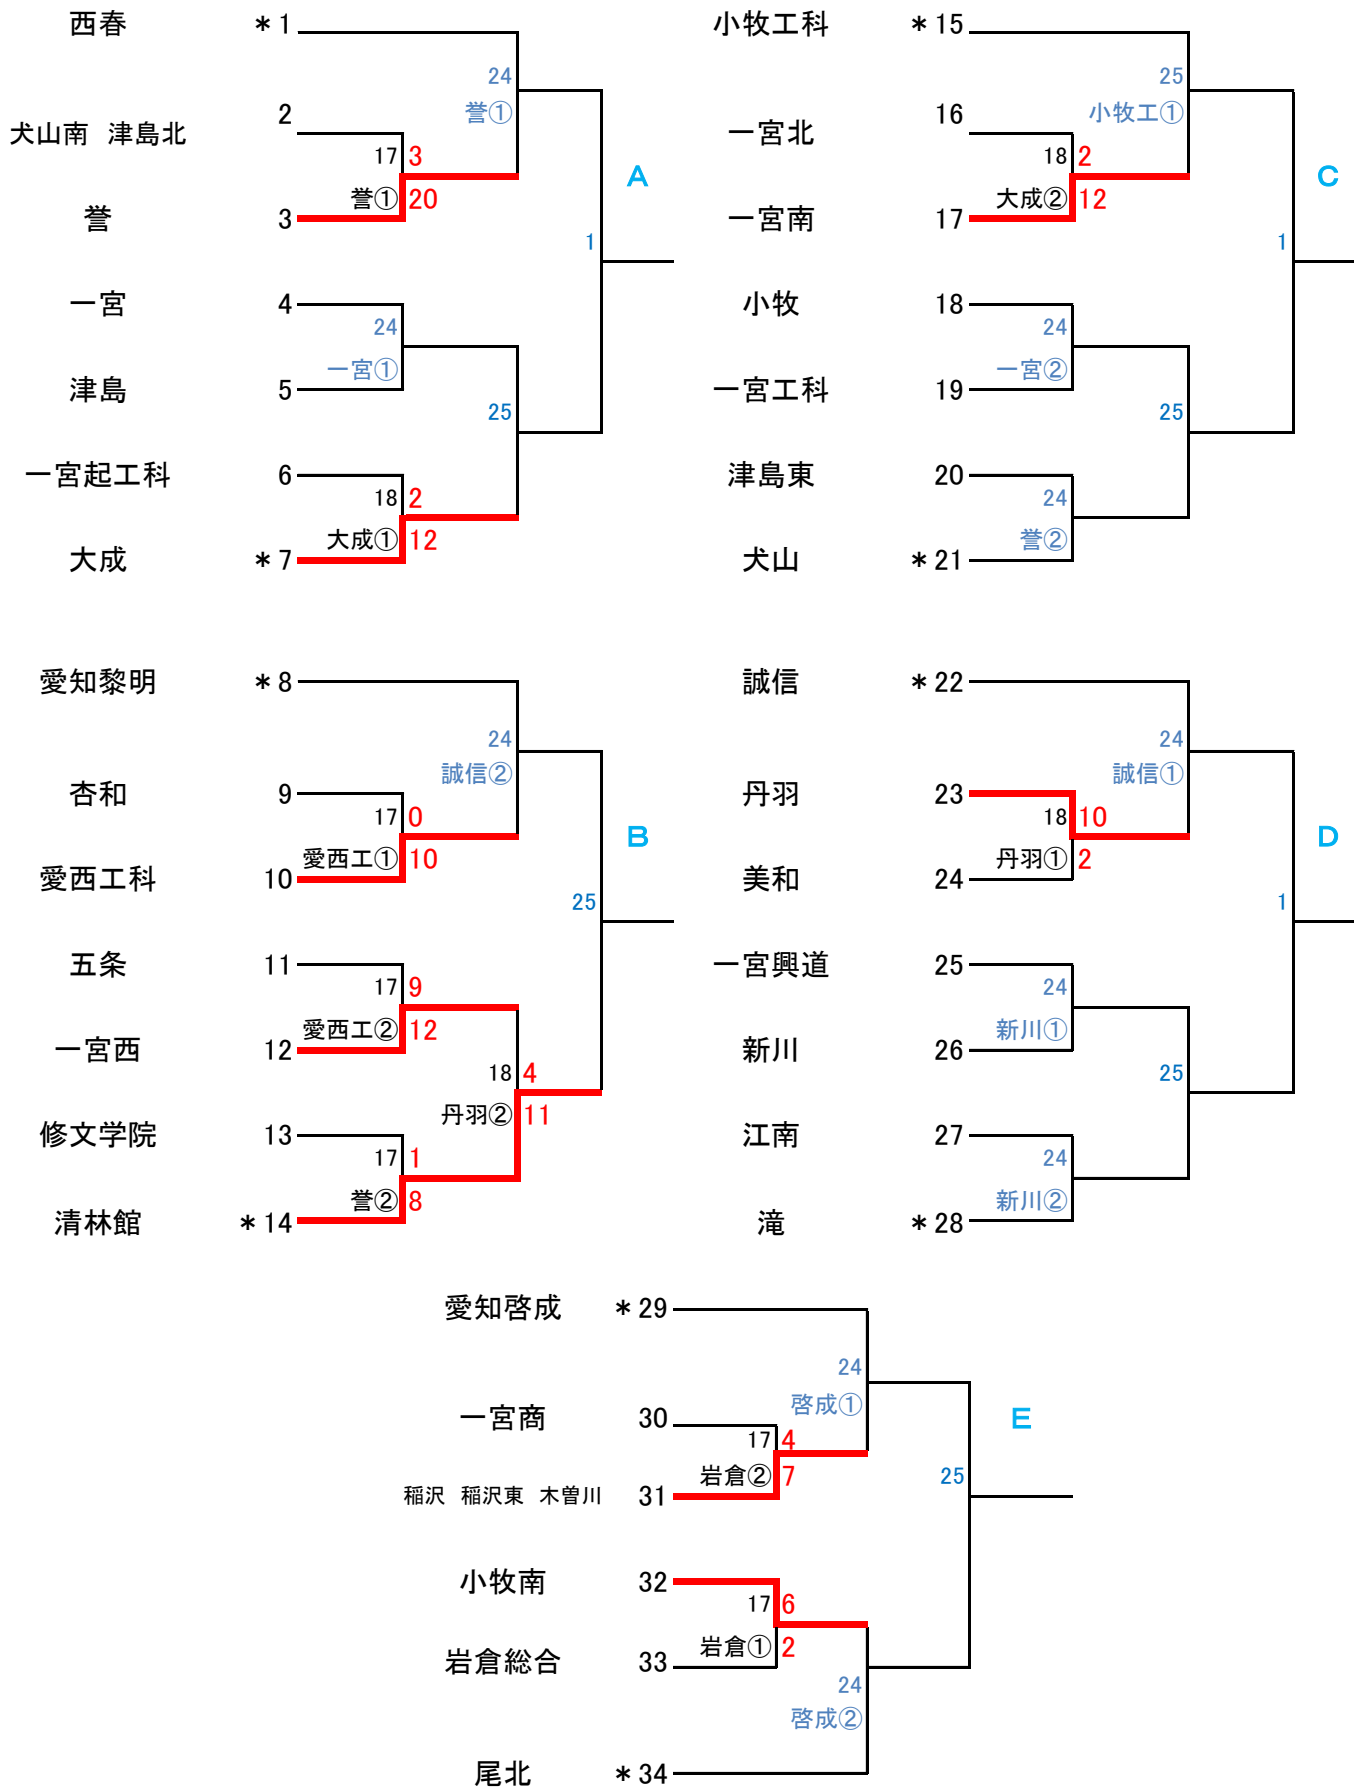 西春 ＊1
24
誉①
2
犬山南 津島北
17 3
誉① 20
誉 3
A
1
一宮 4
24
一宮①
津島 5
25
一宮起工科 6
18 2
大成① 12
大成 ＊7
小牧工科 ＊15
25
小牧工①
16
一宮北
18 2
大成② 12
一宮南 17
C
1
小牧 18
24
一宮②
一宮工科 19
25
津島東 20
24
誉②
犬山 ＊21
愛知黎明 ＊8
24
誠信②
杏和 9
17 0
愛西工① 10
愛西工科 10
B
25
五条 11
17 9
愛西工② 12
一宮西 12
18 4
丹羽② 11
修文学院 13
17 1
誉② 8
清林館 ＊14
誠信 ＊22
24
誠信①
丹羽 23
18 10
丹羽① 2
美和 24
D
1
一宮興道 25
24
新川①
新川 26
25
江南 27
24
新川②
滝 ＊28
愛知啓成 ＊29
24
啓成①
一宮商 30
17 4
岩倉② 7
稲沢 稲沢東 木曽川 31
E
25
小牧南 32
17 6
岩倉① 2
岩倉総合 33
24
啓成②
尾北 ＊34